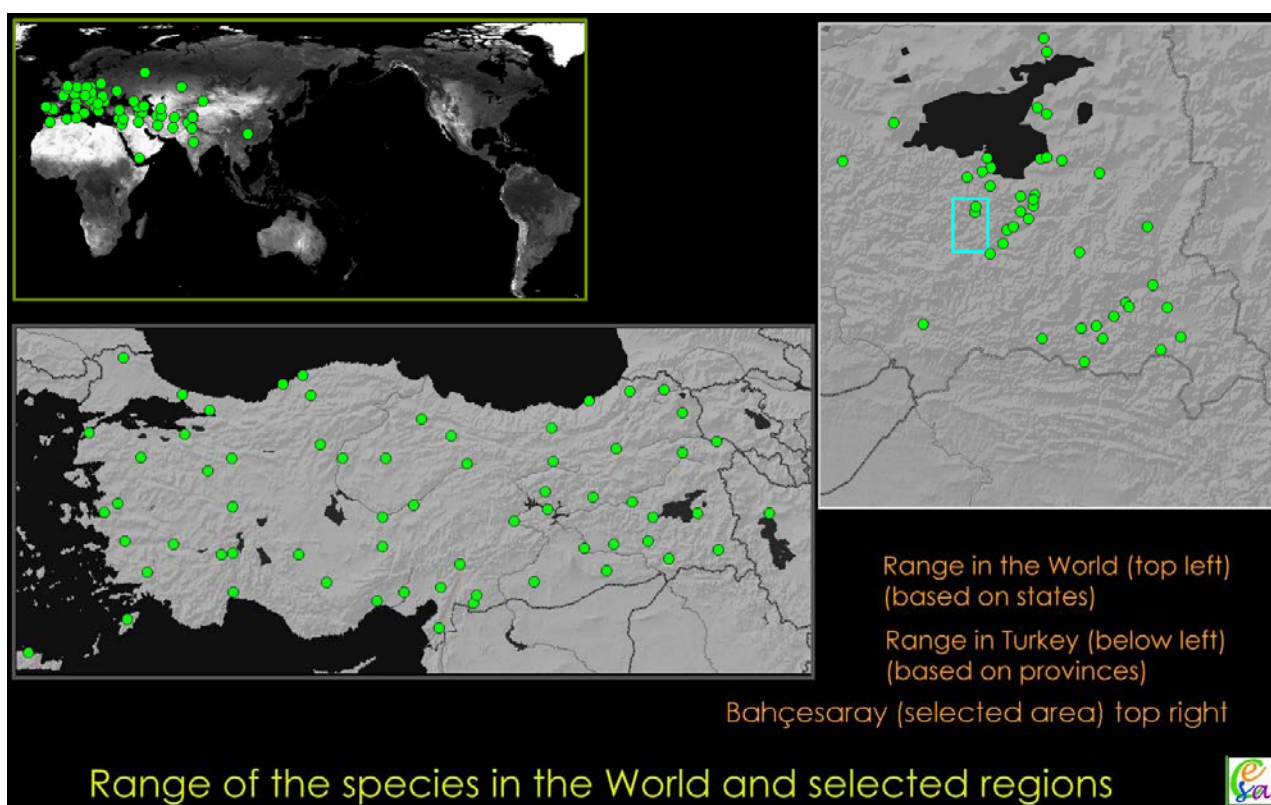 Range in the World (top left)
(based on states)
Range in Turkey (below left)
(based on provinces)
Bahçesaray (selected area) top right
Range of the species in the World and selected regions
e
sa